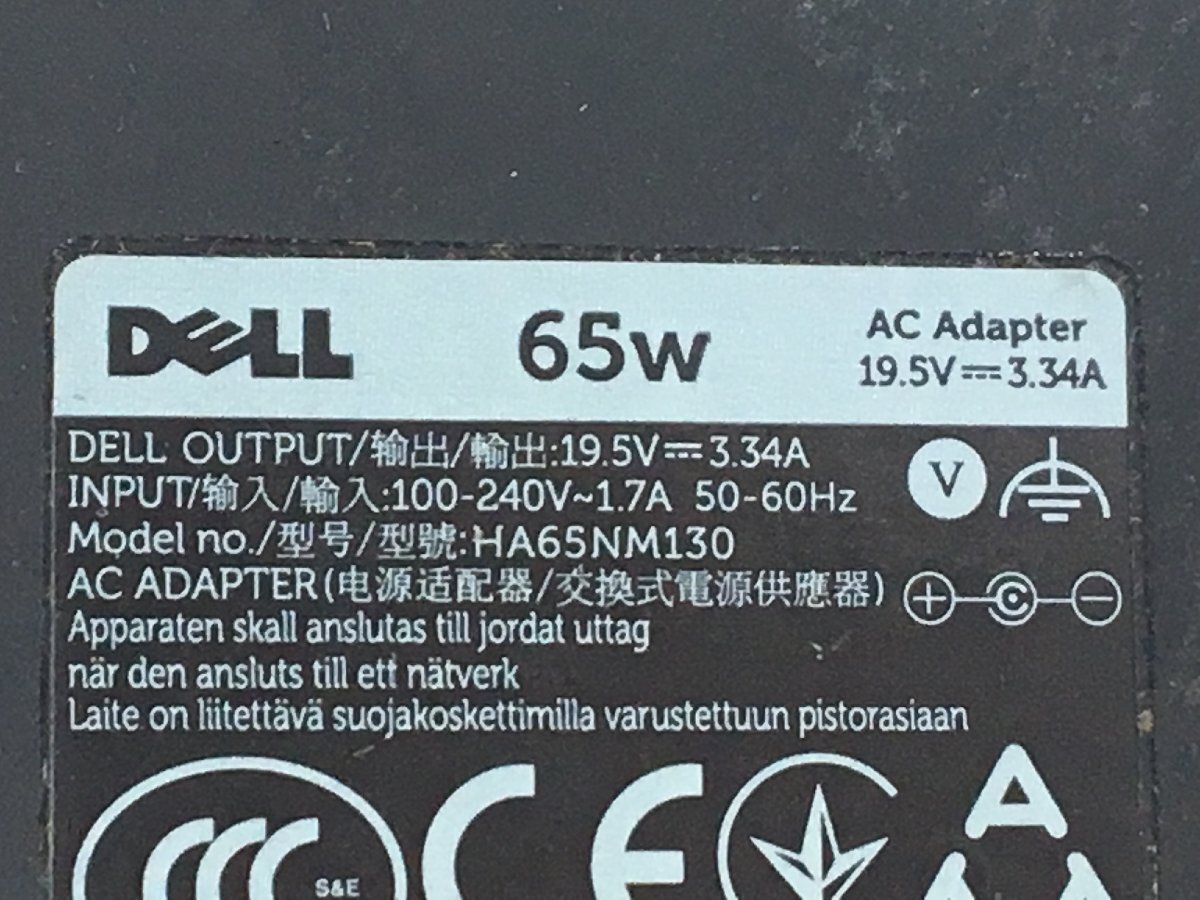 DELL 65W AC Adapter
19.5V⎓3.34A
DELL OUTPUT/输出/輸出:19.5V⎓3.34A
INPUT/输入/輸入:100-240V~1.7A 50-60Hz
V
Model no./型号/型號:HA65NM130
AC ADAPTER(电源适配器/交換式電源供應器)
Apparaten skall anslutas till jordat uttag
när den ansluts till ett nätverk
Laite on liitettävä suojakoskettimilla varustettuun pistorasiaan
CCC S&E CE